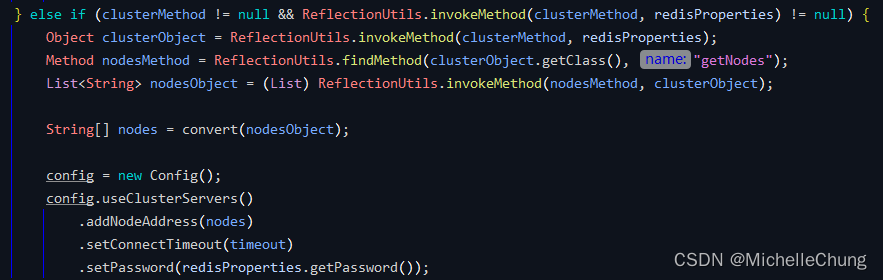 } else if (clusterMethod != null && ReflectionUtils.invokeMethod(clusterMethod, redisProperties) != null) {
Object clusterObject = ReflectionUtils.invokeMethod(clusterMethod, redisProperties);
Method nodesMethod = ReflectionUtils.findMethod(clusterObject.getClass(), name: "getNodes");
List<String> nodesObject = (List) ReflectionUtils.invokeMethod(nodesMethod, clusterObject);
String[] nodes = convert(nodesObject);
config = new Config();
config.useClusterServers()
.addNodeAddress(nodes)
.setConnectTimeout(timeout)
.setPassword(redisProperties.getPassword());
CSDN @MichelleChung